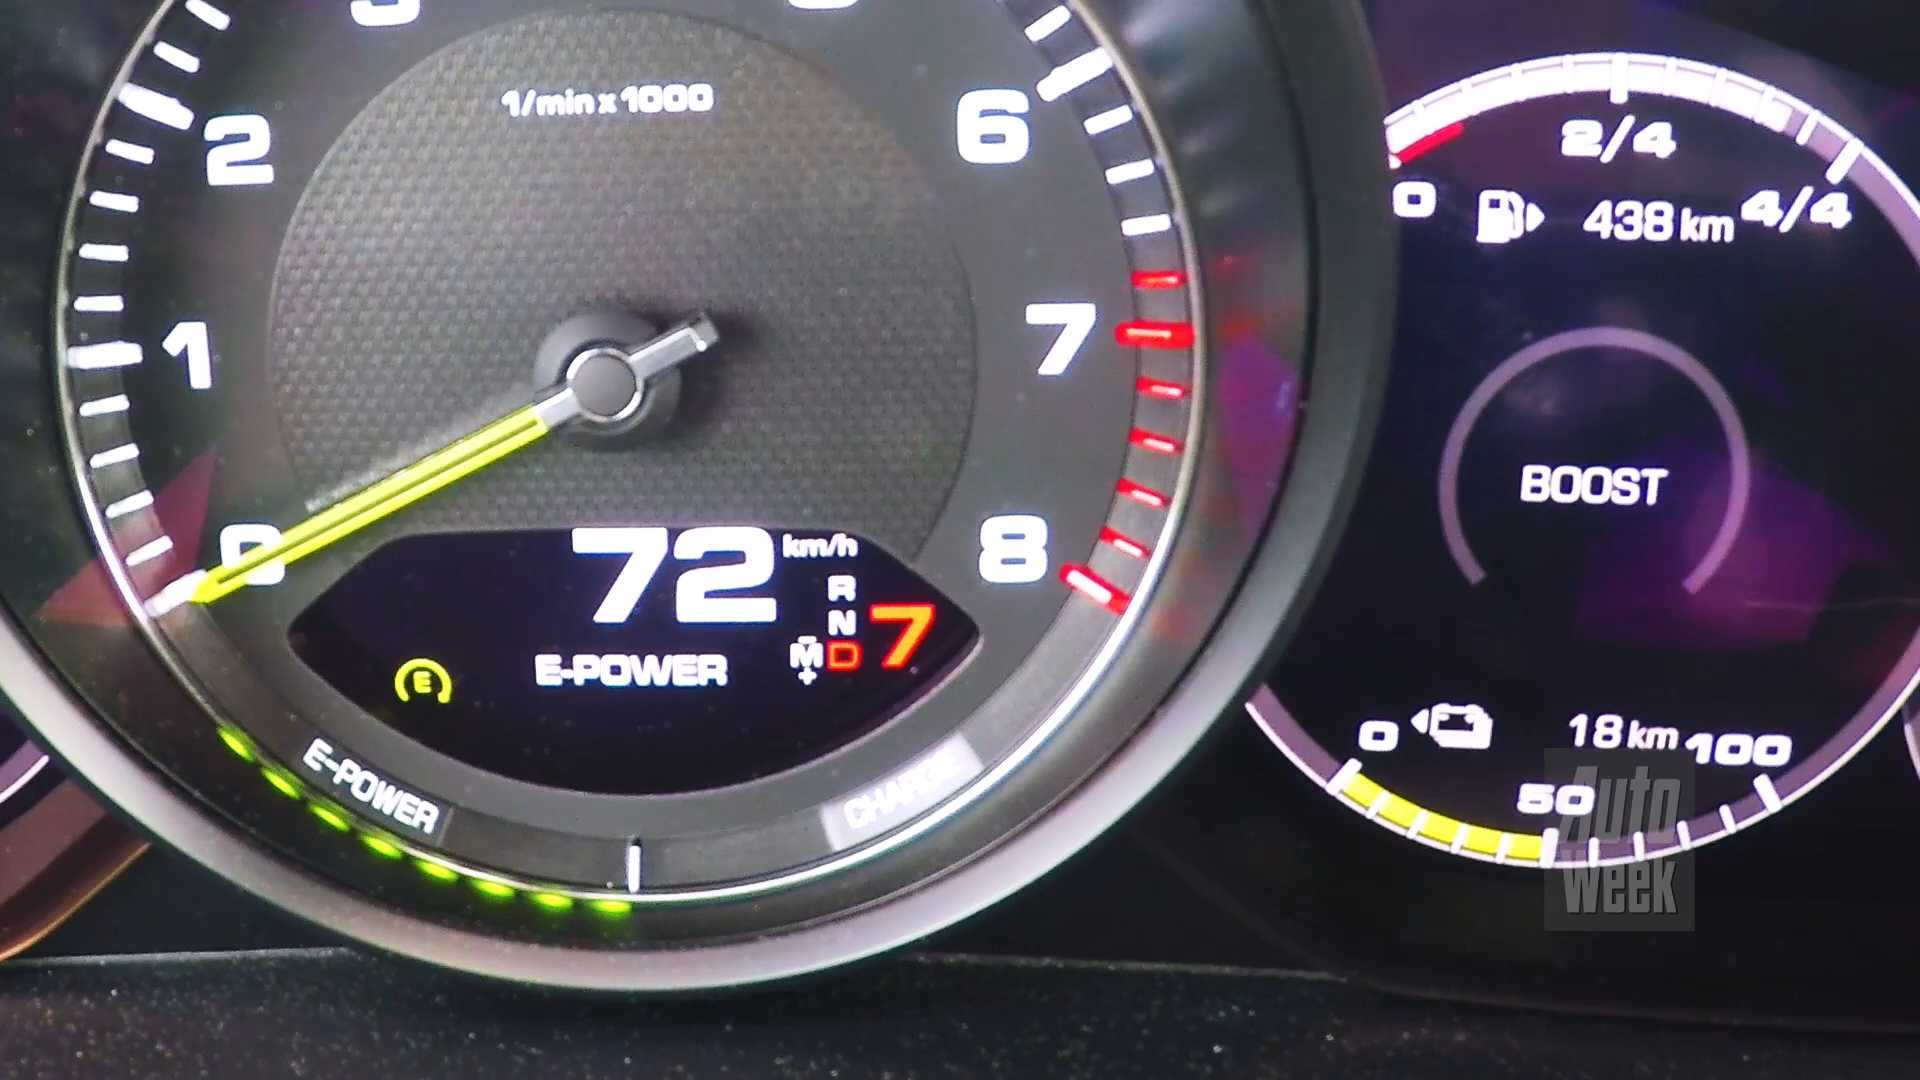 1/min x 1000
0
1
2
6
7
8
72 km/h
R
N
M D 7
+
E
E-POWER
E-POWER
CHARGE
0
2/4
4/4
438 km
BOOST
18 km
0
50
100
Auto
Week